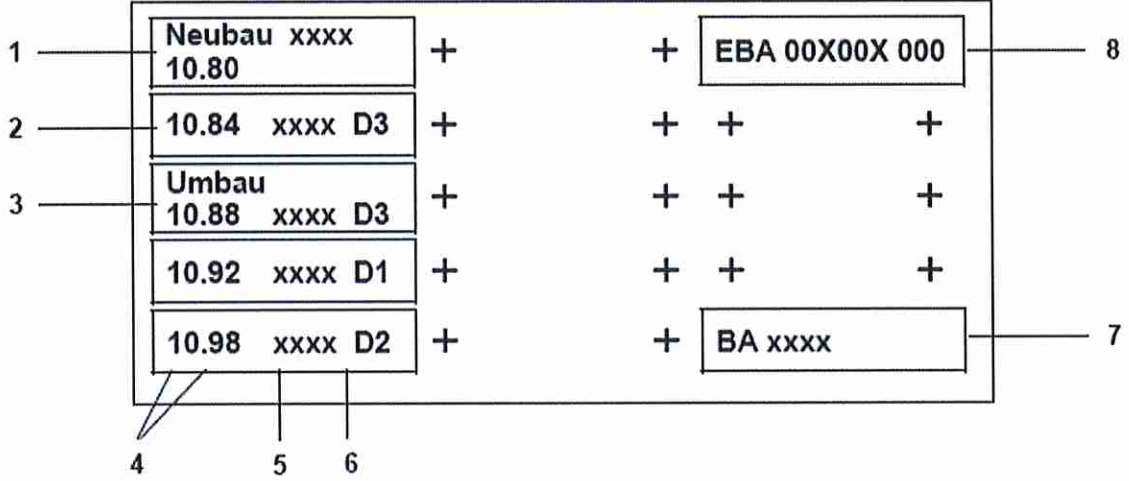 1
Neubau xxxx
10.80
+ +
EBA 00X00X 000
8
2
10.84 xxxx D3
+ + + +
3
Umbau
10.88 xxxx D3
+ + + +
10.92 xxxx D1
+ + + +
10.98 xxxx D2
+ +
BA xxxx
7
4 5 6